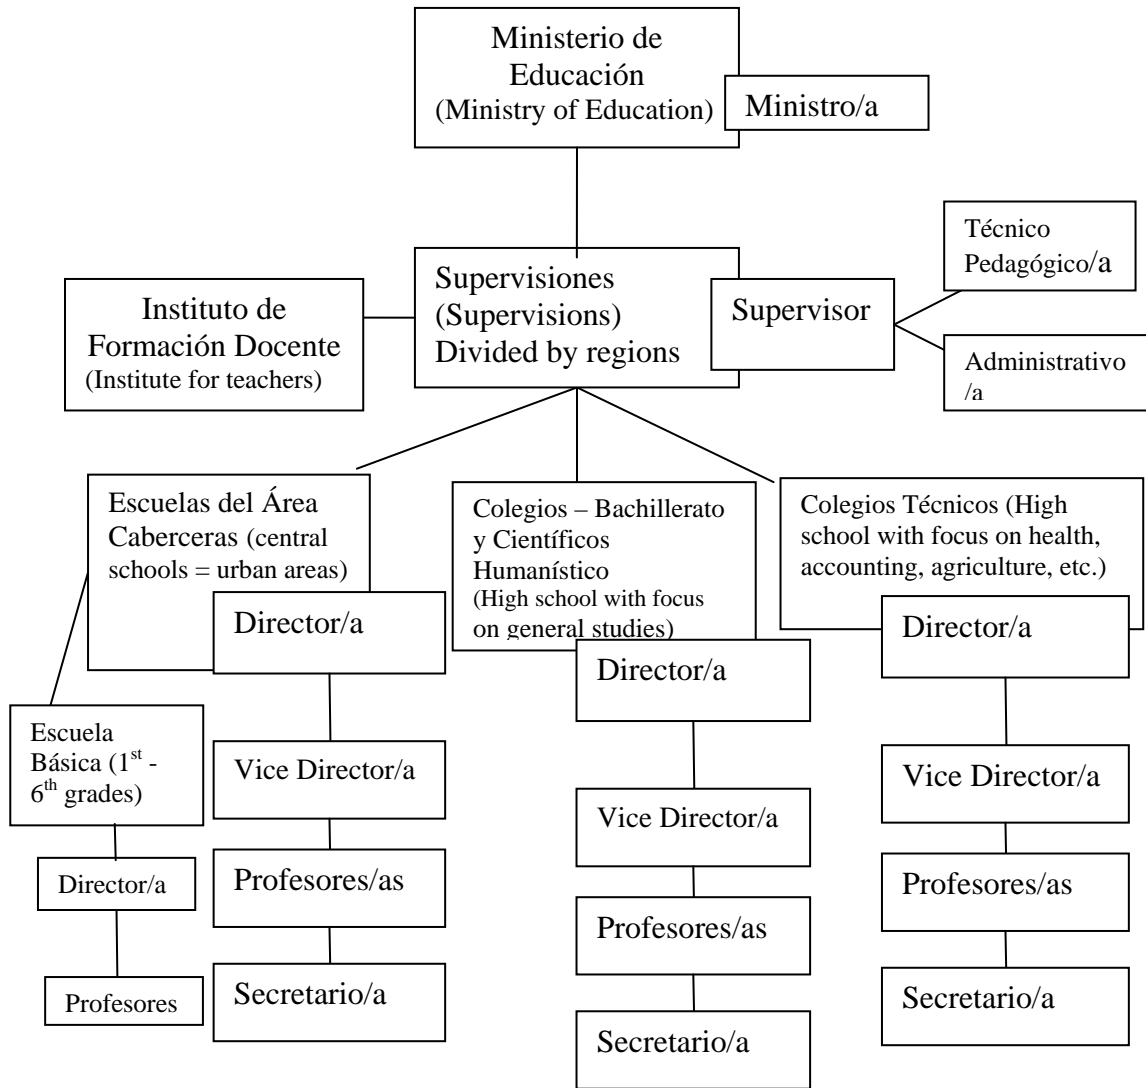 Ministerio de
Educación
(Ministry of Education)
Ministro/a
Técnico
Pedagógico/a
Supervisiones
(Supervisions)
Divided by regions
Supervisor
Instituto de
Formación Docente
(Institute for teachers)
Administrativo
/a
Escuelas del Área
Caberceras (central
schools = urban areas)
Colegios – Bachillerato
y Científicos
Humanístico
(High school with focus
on general studies)
Colegios Técnicos (High
school with focus on health,
accounting, agriculture, etc.)
Director/a
Director/a
Director/a
Escuela
Básica (1st -
6th grades)
Vice Director/a
Vice Director/a
Vice Director/a
Director/a
Profesores/as
Profesores/as
Profesores/as
Profesores
Secretario/a
Secretario/a
Secretario/a